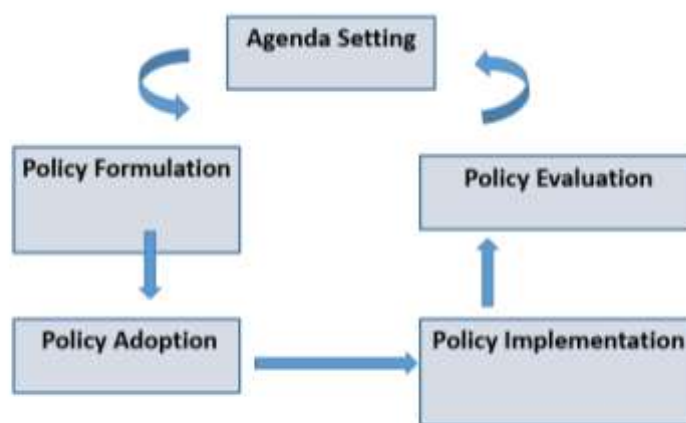 Agenda Setting
Policy Formulation
Policy Evaluation
Policy Adoption
Policy Implementation